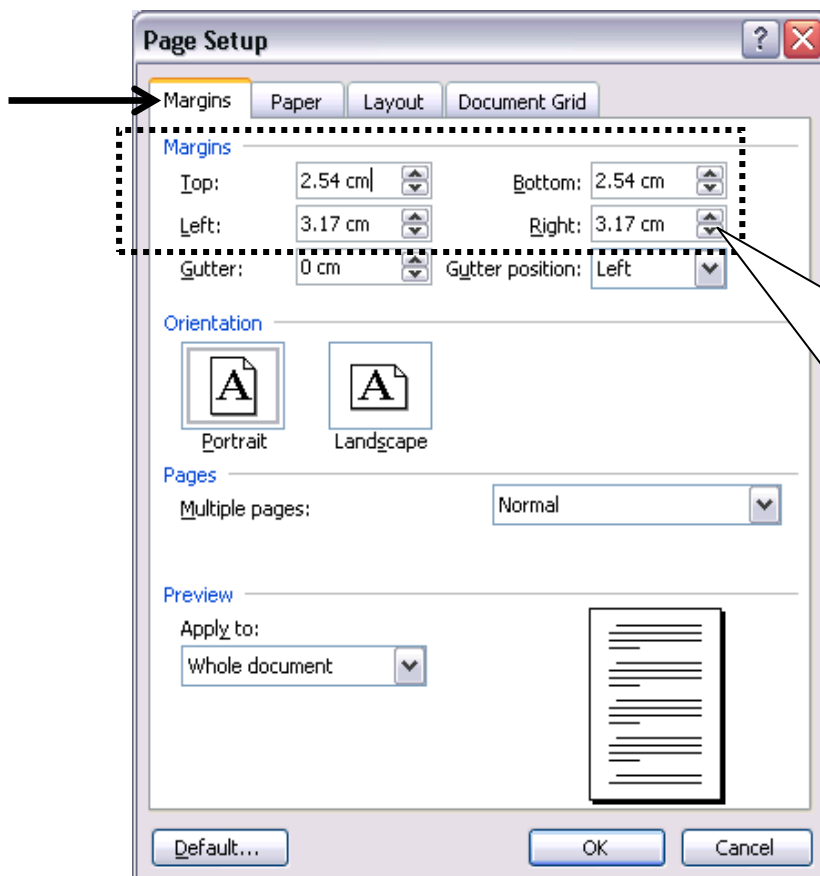 Page Setup
Margins Paper Layout Document Grid
Margins
Top: 2.54 cm Bottom: 2.54 cm
Left: 3.17 cm Right: 3.17 cm
Gutter: 0 cm Gutter position: Left
Orientation
A A
Portrait Landscape
Pages
Multiple pages: Normal
Preview
Apply to:
Whole document
Default... OK Cancel